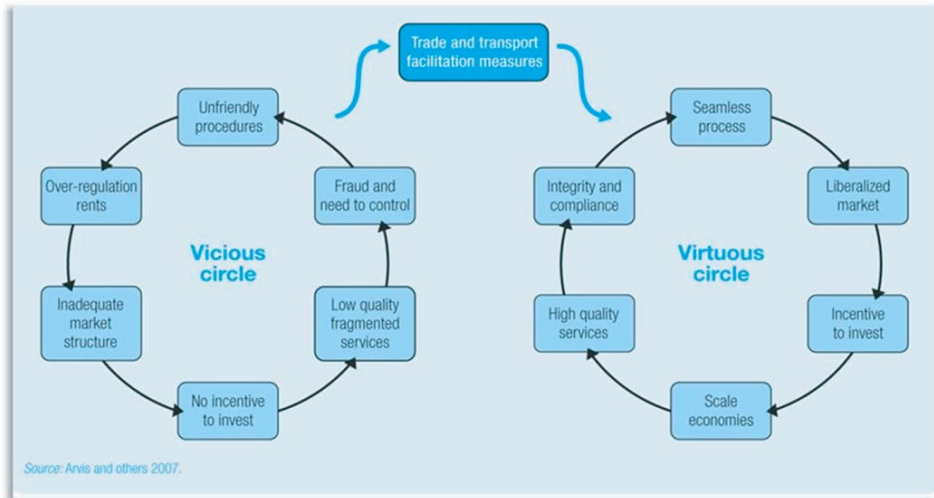 Trade and transport
facilitation measures
Unfriendly
procedures
Over-regulation
rents
Inadequate
market
structure
No incentive
to invest
Low quality
fragmented
services
Fraud and
need to control
Vicious
circle
Seamless
process
Liberalized
market
Incentive
to invest
Scale
economies
High quality
services
Integrity and
compliance
Virtuous
circle
Source: Arvis and others 2007.